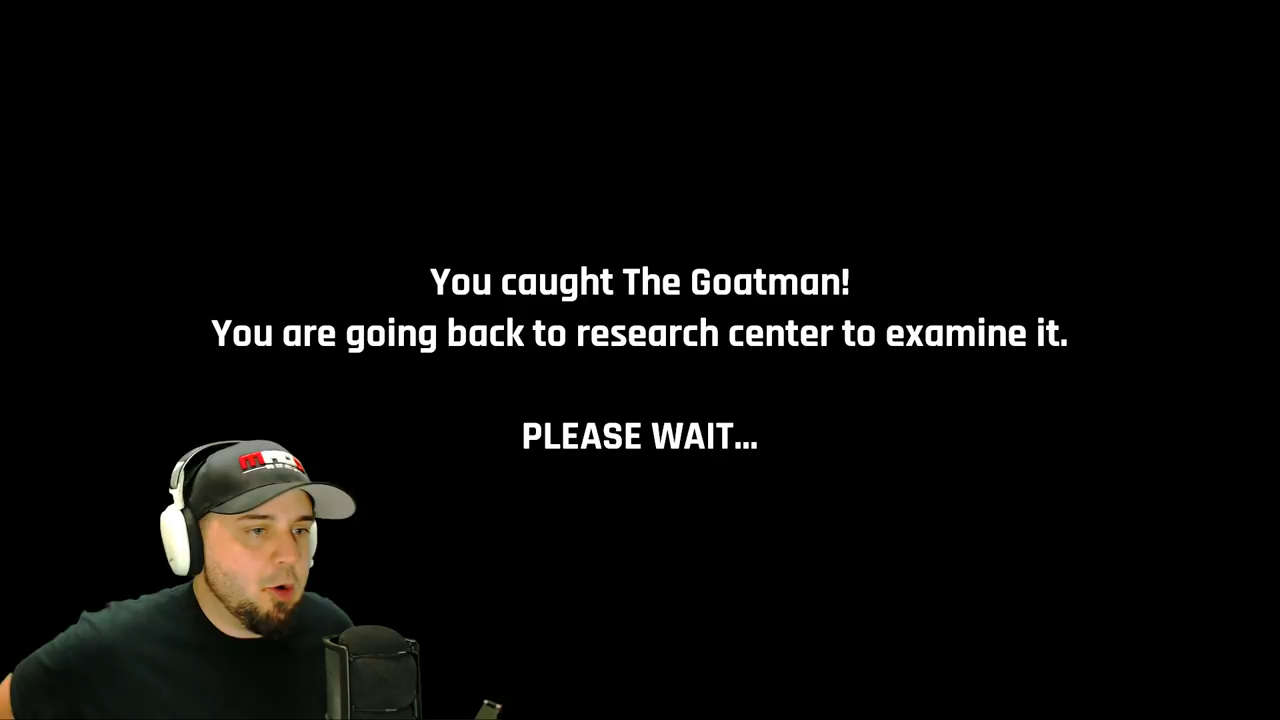 You caught The Goatman!
You are going back to research center to examine it.
PLEASE WAIT...